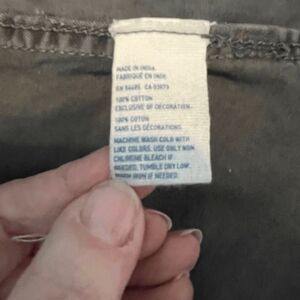 MADE IN INDIA.
FABRIQUÉ EN INDE.
RN 54485. CA 03873
100% COTTON
EXCLUSIVE OF DECORATION.
100% COTON
SANS LES DÉCORATIONS.
MACHINE WASH COLD WITH
LIKE COLORS. USE ONLY NON
CHLORINE BLEACH IF
NEEDED. TUMBLE DRY LOW.
WARM IRON IF NEEDED.